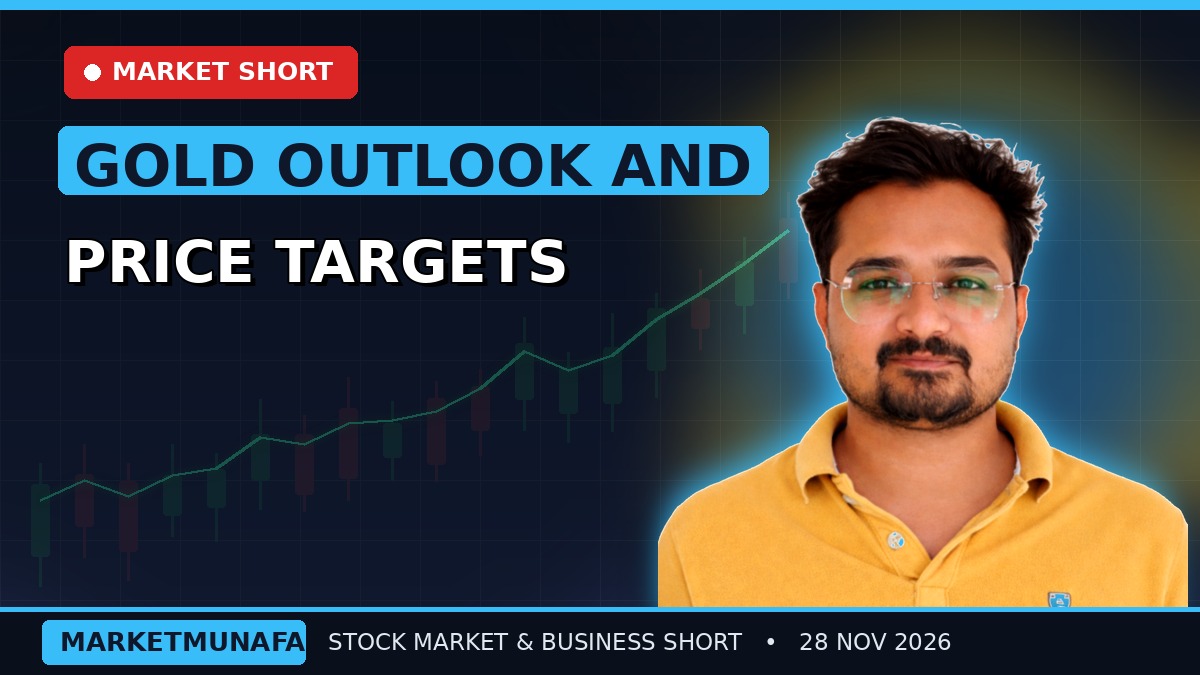 MARKET SHORT
GOLD OUTLOOK AND
PRICE TARGETS
MARKETMUNAFA STOCK MARKET & BUSINESS SHORT • 28 NOV 2026